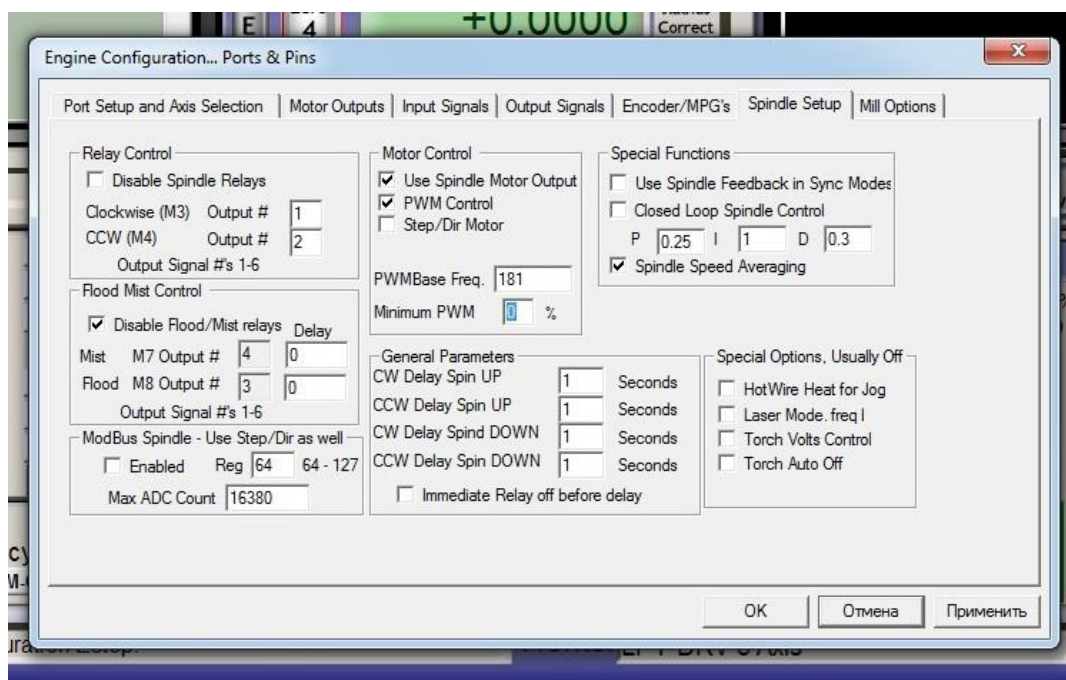 E
4
+0.0000
Correct
Engine Configuration... Ports & Pins
Port Setup and Axis Selection
Motor Outputs
Input Signals
Output Signals
Encoder/MPG's
Spindle Setup
Mill Options
Relay Control
Disable Spindle Relays
Clockwise (M3) Output # 1
CCW (M4) Output # 2
Output Signal #'s 1-6
Flood Mist Control
Disable Flood/Mist relays Delay
Mist M7 Output # 4 0
Flood M8 Output # 3 0
Output Signal #'s 1-6
ModBus Spindle - Use Step/Dir as well
Enabled Reg 64 64 - 127
Max ADC Count 16380
Motor Control
Use Spindle Motor Output
PWM Control
Step/Dir Motor
PWMBase Freq. 181
Minimum PWM 0 %
General Parameters
CW Delay Spin UP 1 Seconds
CCW Delay Spin UP 1 Seconds
CW Delay Spind DOWN 1 Seconds
CCW Delay Spin DOWN 1 Seconds
Immediate Relay off before delay
Special Functions
Use Spindle Feedback in Sync Modes
Closed Loop Spindle Control
P 0.25 I 1 D 0.3
Spindle Speed Averaging
Special Options, Usually Off
HotWire Heat for Jog
Laser Mode. freq l
Torch Volts Control
Torch Auto Off
OK
Отмена
Применить